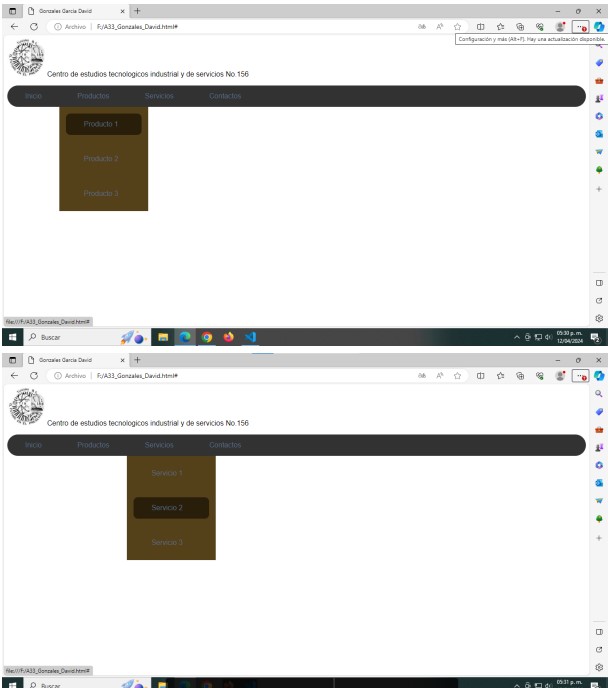 Gonzales Garcia David
Archivo F:/A33_Gonzales_David.html#
Configuración y más (Alt+F). Hay una actualización disponible.
Centro de estudios tecnologicos industrial y de servicios No.156
Inicio Productos Servicios Contactos
Producto 1
Producto 2
Producto 3
file:///F:/A33_Gonzales_David.html#
Buscar
05:30 p. m.
12/04/2024
Gonzales Garcia David
Archivo F:/A33_Gonzales_David.html#
Centro de estudios tecnologicos industrial y de servicios No.156
Inicio Productos Servicios Contactos
Servicio 1
Servicio 2
Servicio 3
file:///F:/A33_Gonzales_David.html#
Buscar
05:31 p. m.